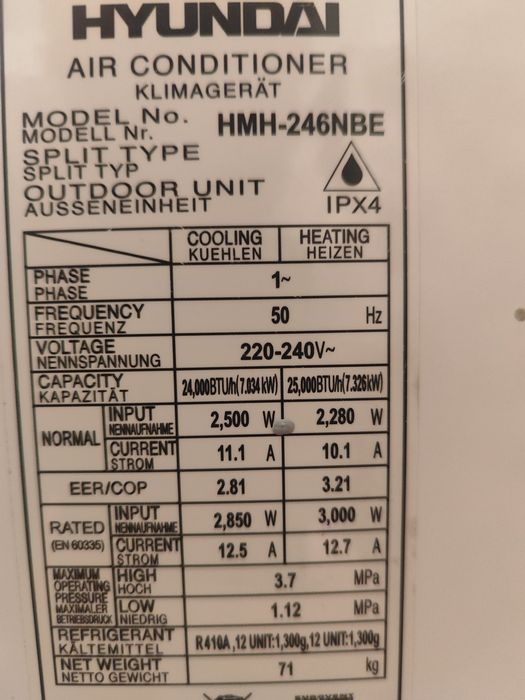 HYUNDAI
AIR CONDITIONER
KLIMAGERÄT
MODEL No.
MODELL Nr.
HMH-246NBE
SPLIT TYPE
SPLIT TYP
OUTDOOR UNIT
AUSSENEINHEIT
IPX4
COOLING HEATING
KUEHLEN HEIZEN
PHASE
PHASE
1~
FREQUENCY
FREQUENZ
50 Hz
VOLTAGE
NENNSPANNUNG
220-240V~
CAPACITY
KAPAZITÄT
24,000BTU/h(7.034 kW) 25,000BTU/h(7.326kW)
NORMAL
INPUT
NENNAUFNAHME
2,500 W 2,280 W
CURRENT
STROM
11.1 A 10.1 A
EER/COP 2.81 3.21
RATED
(EN 60335)
INPUT
NENNAUFNAHME
2,850 W 3,000 W
CURRENT
STROM
12.5 A 12.7 A
MAXIMUM
OPERATING
PRESSURE
MAXIMALER
BETRIEBSDRUCK
HIGH
HOCH
3.7 MPa
LOW
NIEDRIG
1.12 MPa
REFRIGERANT
KÄLTEMITTEL
R410A ,12 UNIT:1,300g,12 UNIT:1,300g
NET WEIGHT
NETTO GEWICHT
71 kg